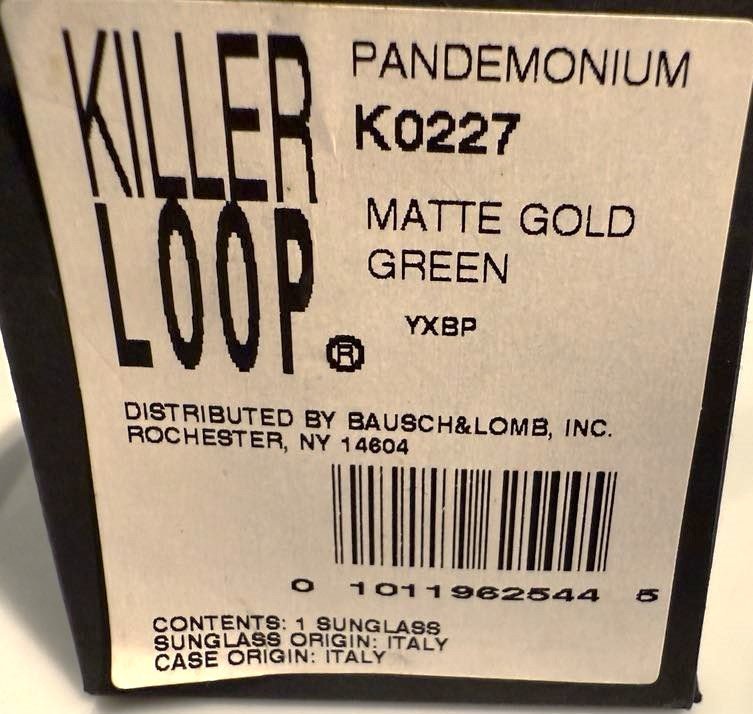 KILLER
LOOP®
PANDEMONIUM
K0227
MATTE GOLD
GREEN
YXBP
DISTRIBUTED BY BAUSCH&LOMB, INC.
ROCHESTER, NY 14604
0 1011962544 5
CONTENTS: 1 SUNGLASS
SUNGLASS ORIGIN: ITALY
CASE ORIGIN: ITALY